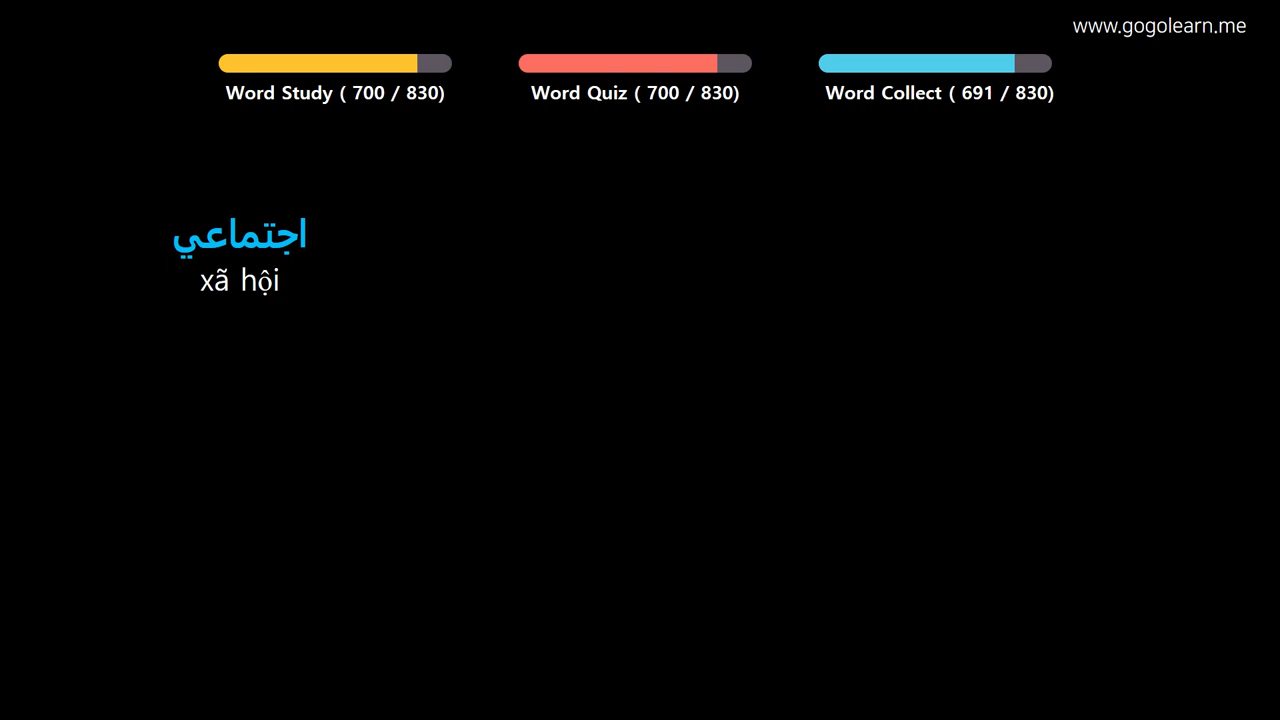 www.gogolearn.me
Word Study ( 700 / 830)
Word Quiz ( 700 / 830)
Word Collect ( 691 / 830)
اجتماعي
xã hội